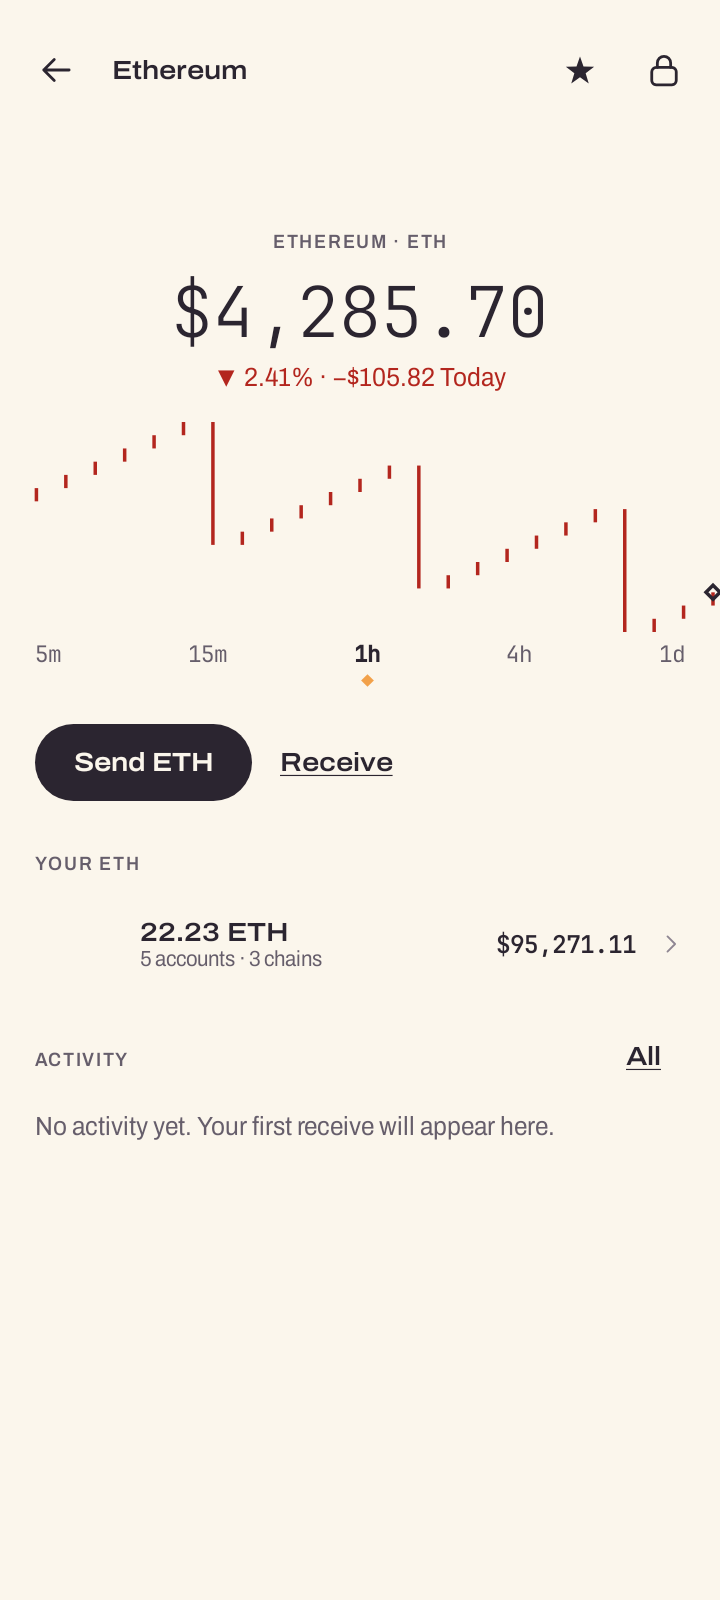 Ethereum
ETHEREUM · ETH
$4,285.70
▼ 2.41% · −$105.82 Today
5m 15m 1h 4h 1d
Send ETH Receive
YOUR ETH
22.23 ETH
5 accounts · 3 chains
$95,271.11
ACTIVITY
All
No activity yet. Your first receive will appear here.